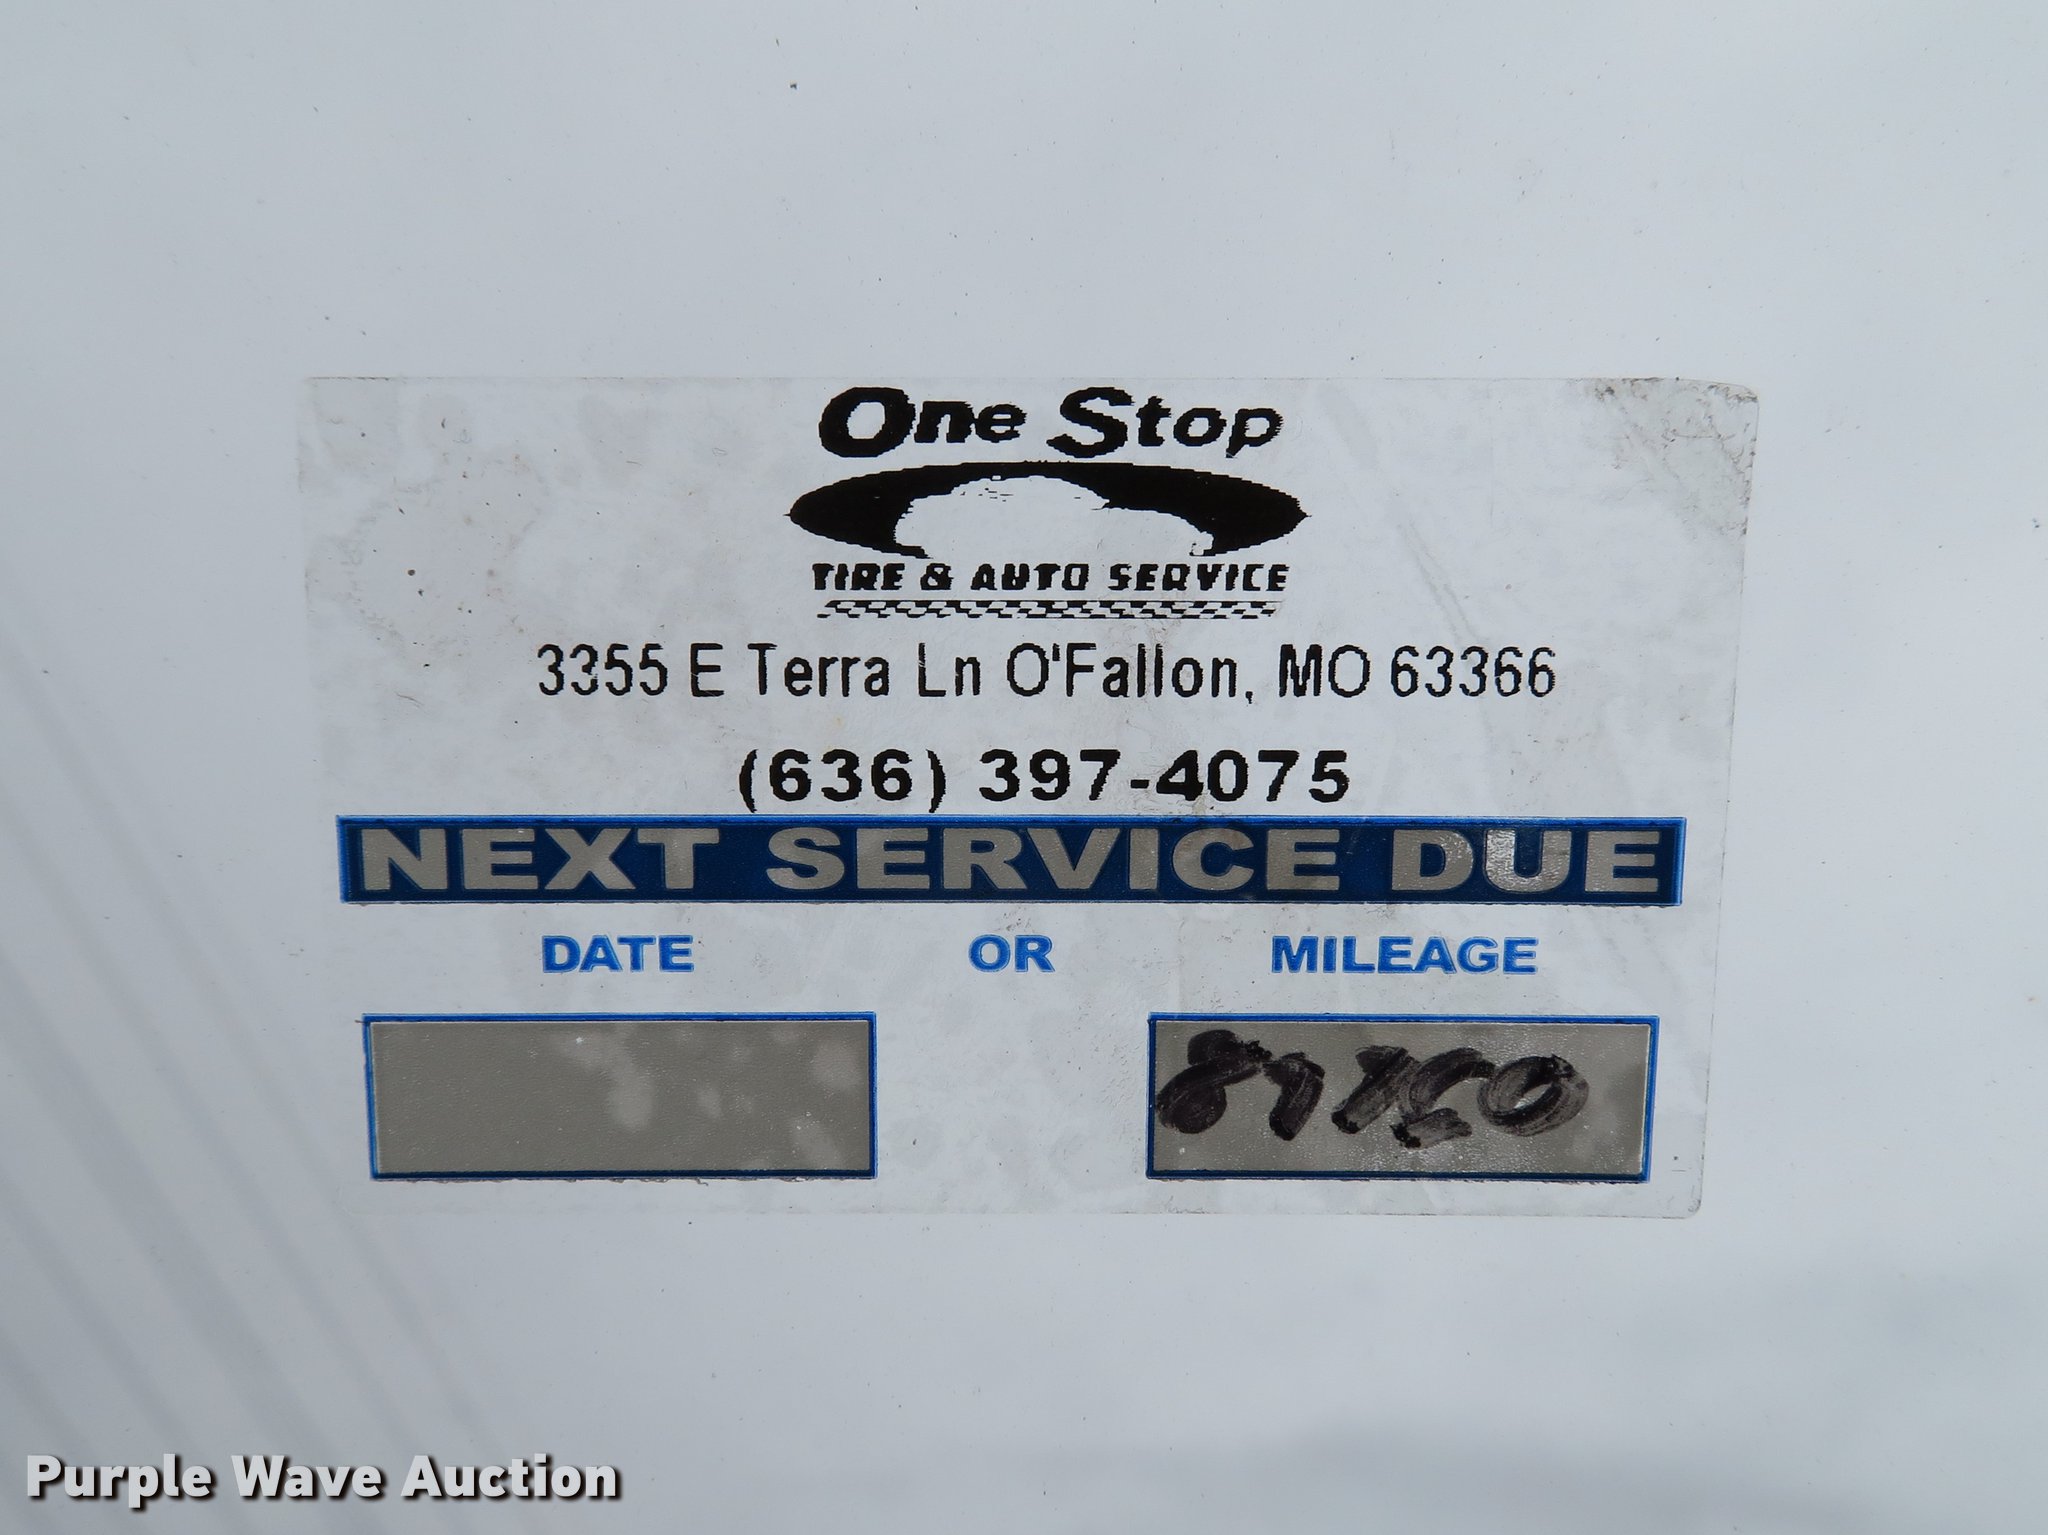 One Stop
TIRE & AUTO SERVICE
3355 E Terra Ln O'Fallon, MO 63366
(636) 397-4075
NEXT SERVICE DUE
DATE OR MILEAGE
87150
Purple Wave Auction